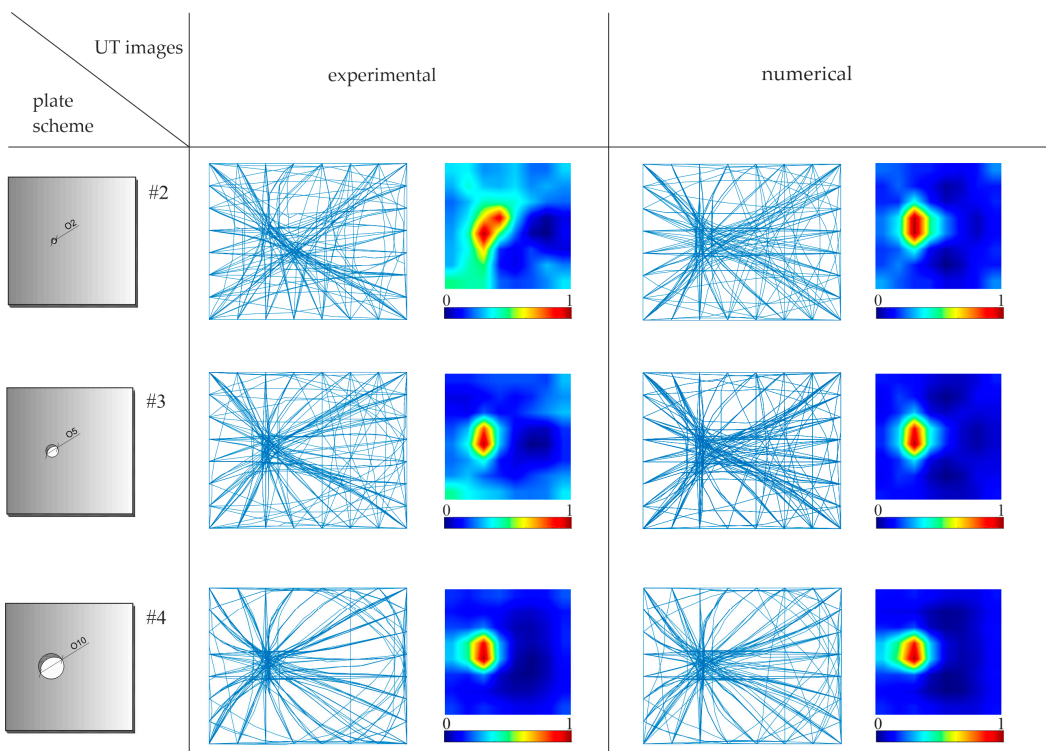 UT images
plate
scheme
experimental
numerical
#2
O2
0 1
0 1
#3
O5
0 1
0 1
#4
O10
0 1
0 1